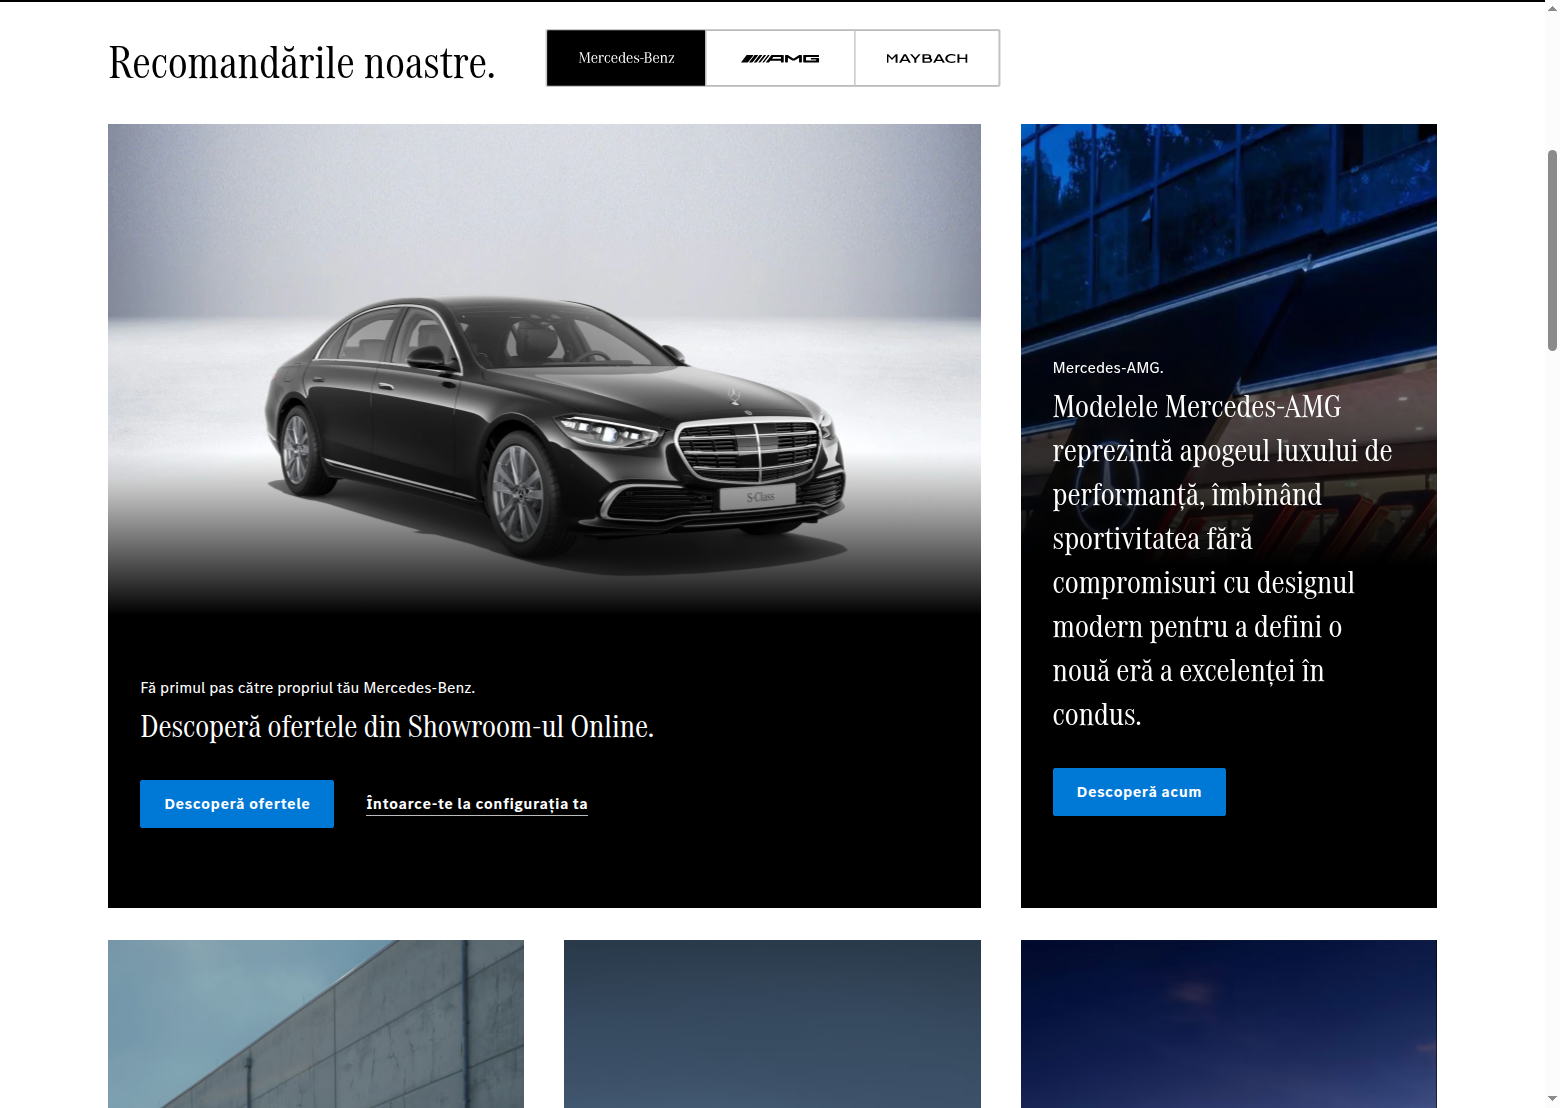 Recomandările noastre.
Mercedes-Benz
AMG
MAYBACH
S-Class
Fă primul pas către propriul tău Mercedes-Benz.
Descoperă ofertele din Showroom-ul Online.
Descoperă ofertele
Întoarce-te la configurația ta
Mercedes-AMG.
Modelele Mercedes-AMG
reprezintă apogeul luxului de
performanță, îmbinând
sportivitatea fără
compromisuri cu designul
modern pentru a defini o
nouă eră a excelenței în
condus.
Descoperă acum